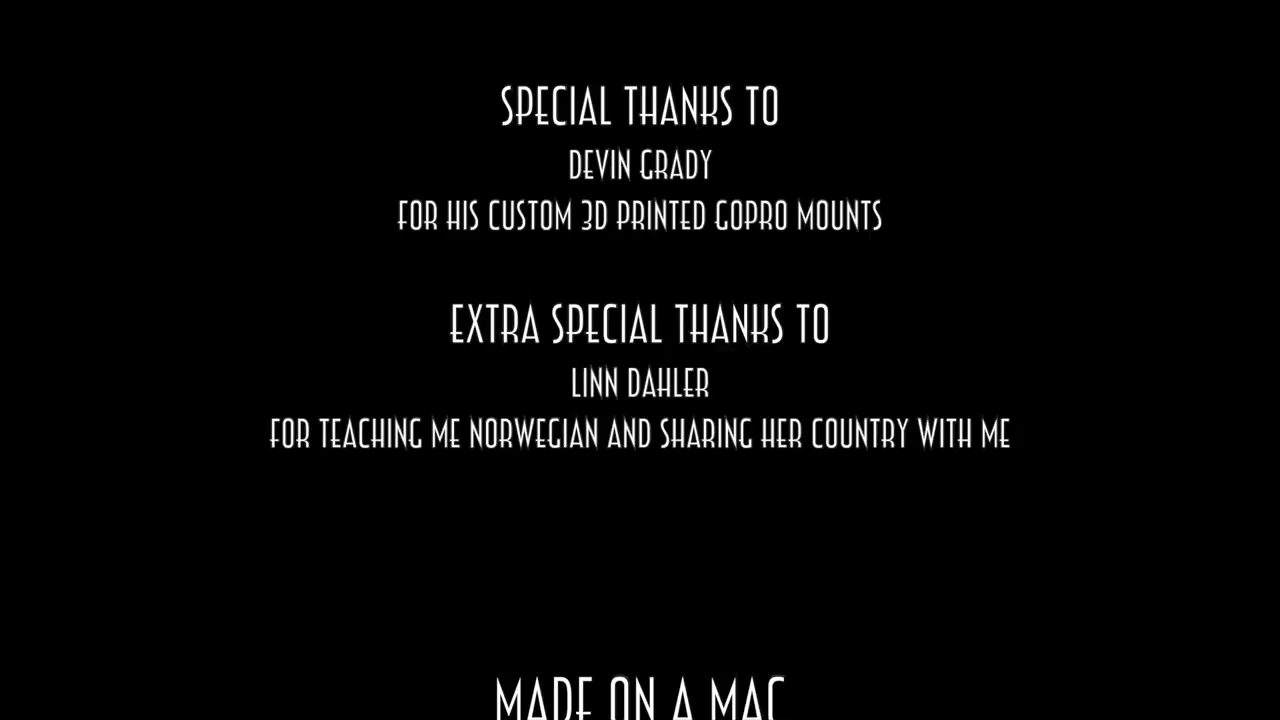 SPECIAL THANKS TO
DEVIN GRADY
FOR HIS CUSTOM 3D PRINTED GOPRO MOUNTS
EXTRA SPECIAL THANKS TO
LINN DAHLER
FOR TEACHING ME NORWEGIAN AND SHARING HER COUNTRY WITH ME
MADE ON A MAC